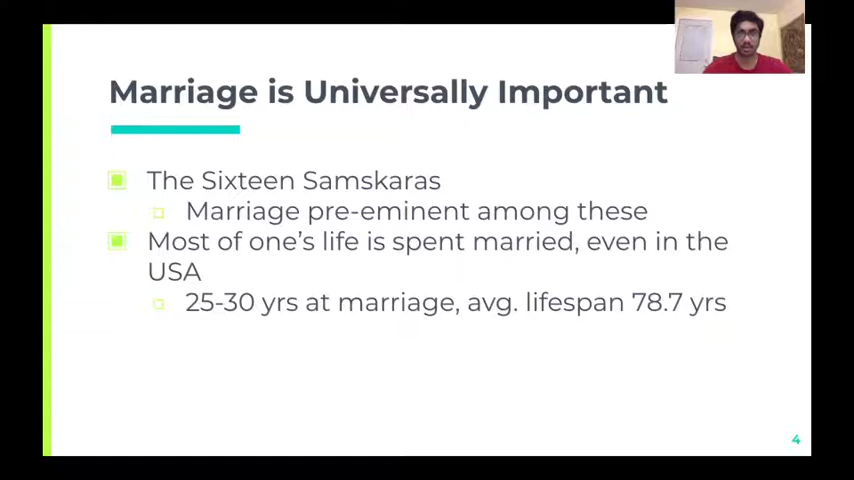 Marriage is Universally Important
The Sixteen Samskaras
Marriage pre-eminent among these
Most of one's life is spent married, even in the
USA
25-30 yrs at marriage, avg. lifespan 78.7 yrs
4